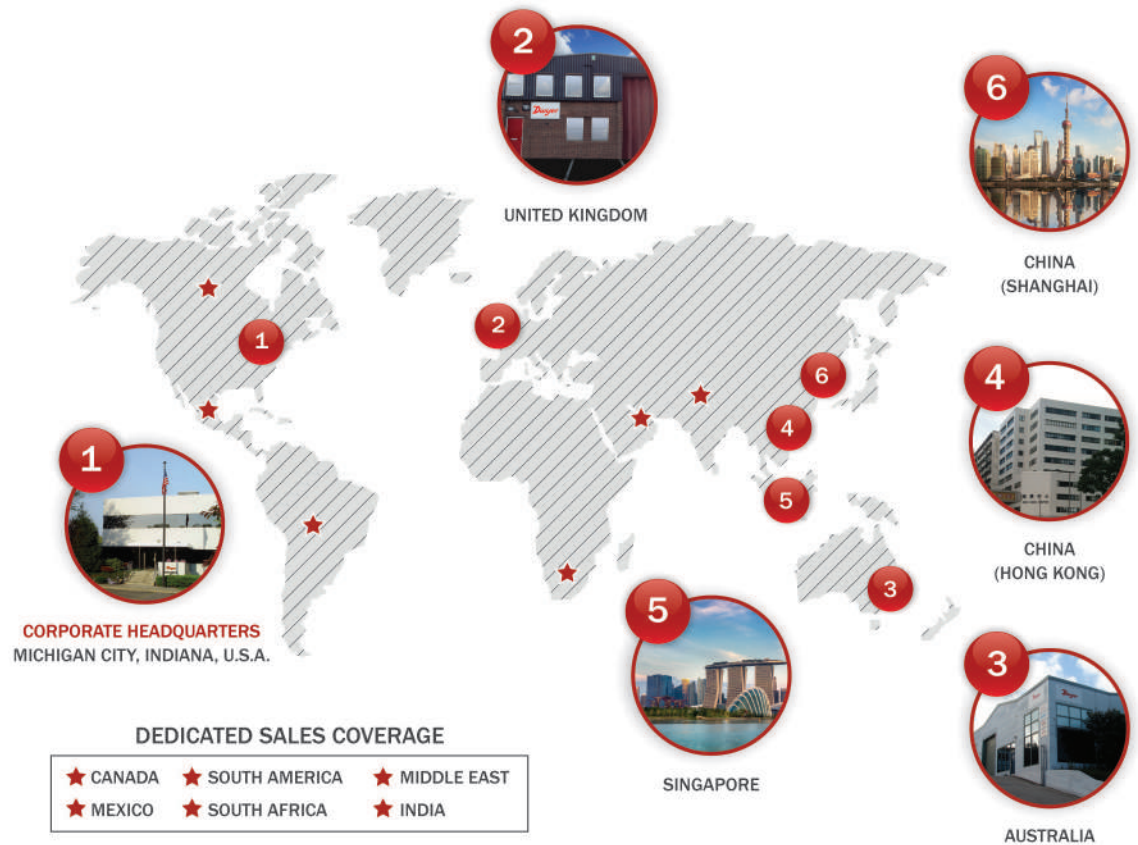 2
Dwyer
UNITED KINGDOM
6
CHINA
(SHANGHAI)
1
2
6
4
5
3
4
CHINA
(HONG KONG)
1
CORPORATE HEADQUARTERS
MICHIGAN CITY, INDIANA, U.S.A.
5
SINGAPORE
3
Dwyer
AUSTRALIA
DEDICATED SALES COVERAGE
★ CANADA ★ SOUTH AMERICA ★ MIDDLE EAST
★ MEXICO ★ SOUTH AFRICA ★ INDIA